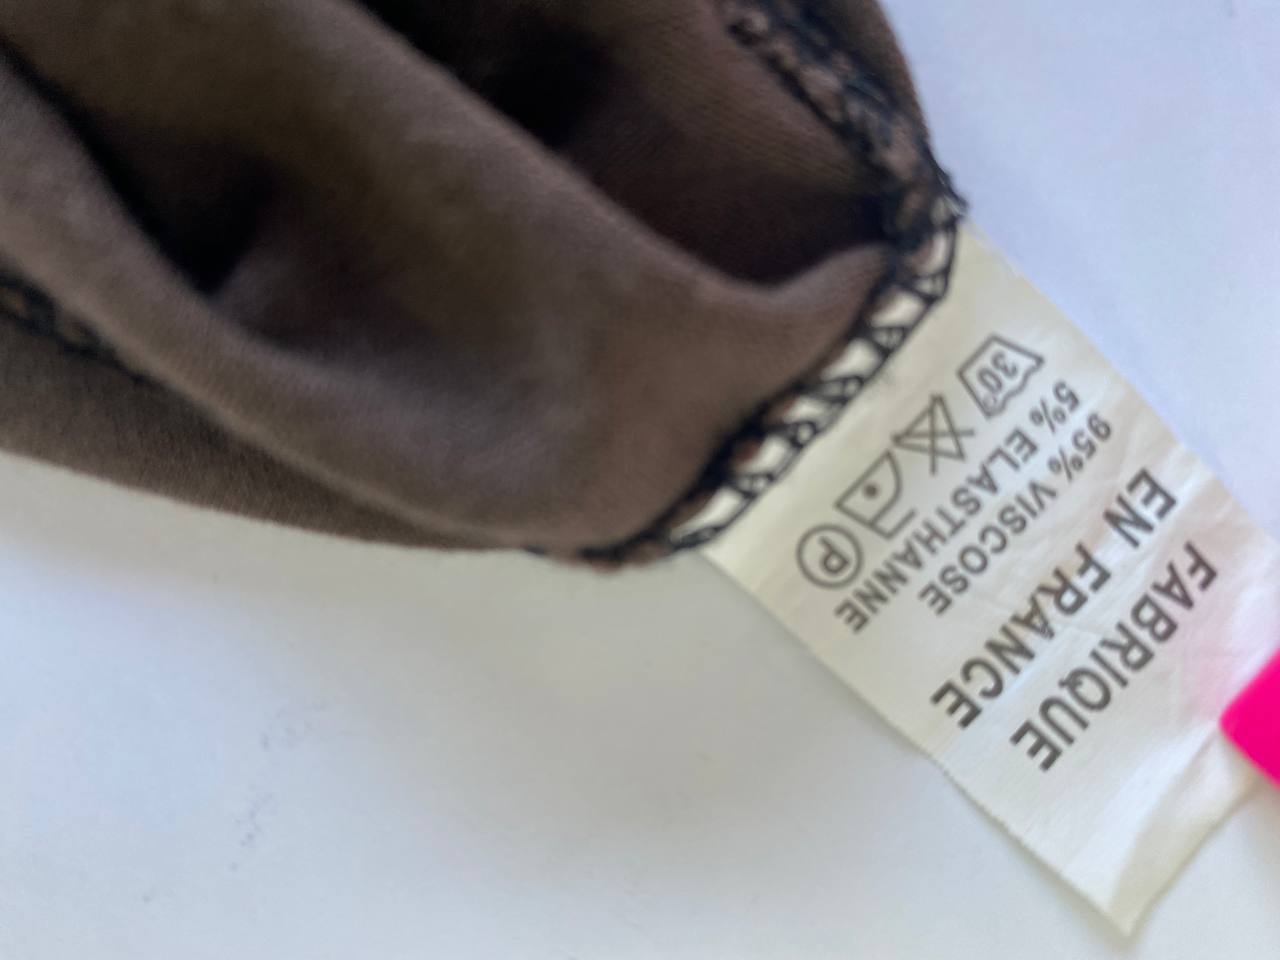 FABRIQUE
EN FRANCE
95% VISCOSE
5% ELASTHANNE
30°
P